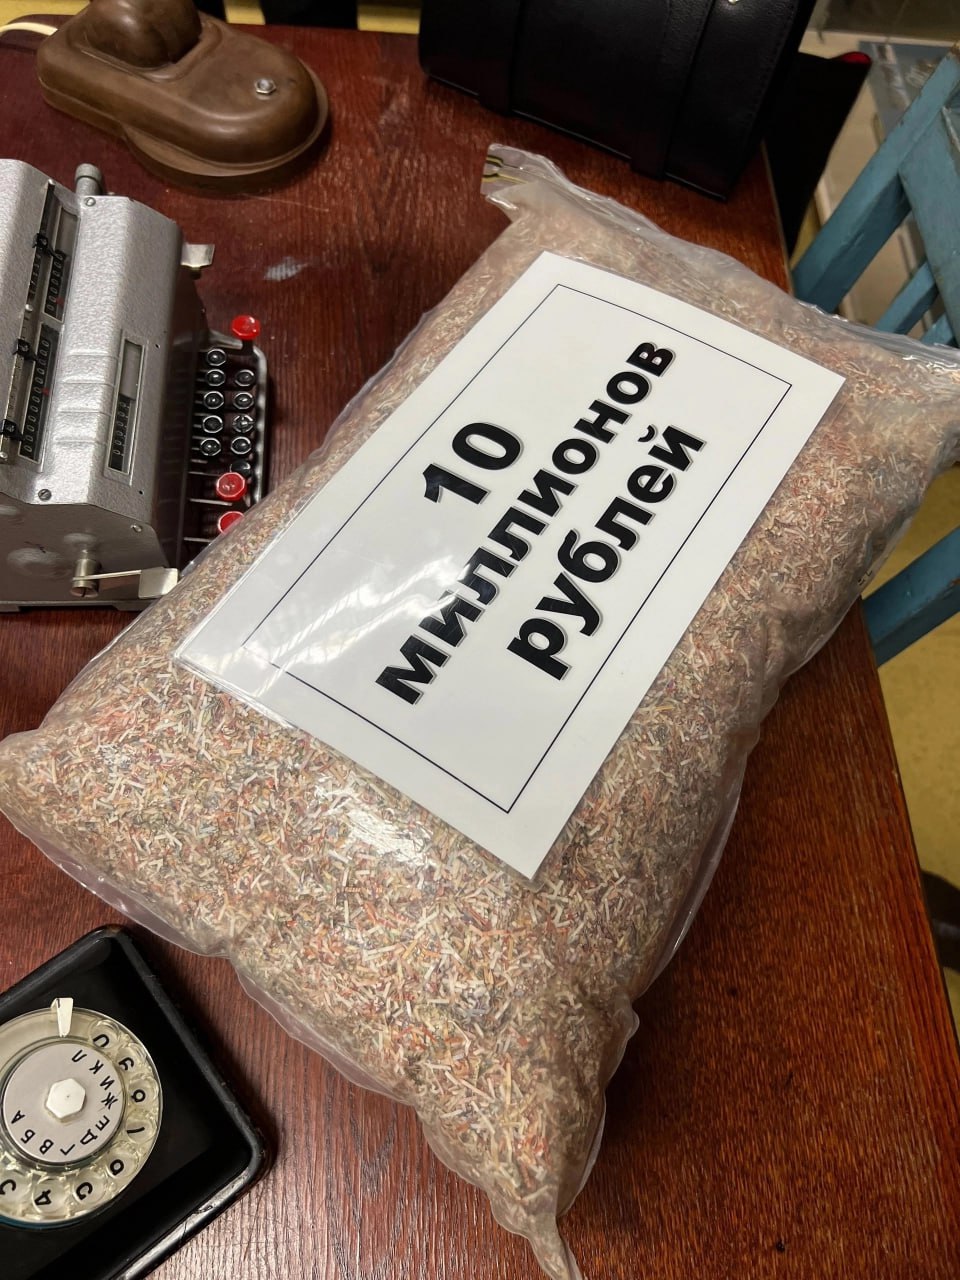 10
миллионов
рублей
А Б В Г Д Е Ж И К Л